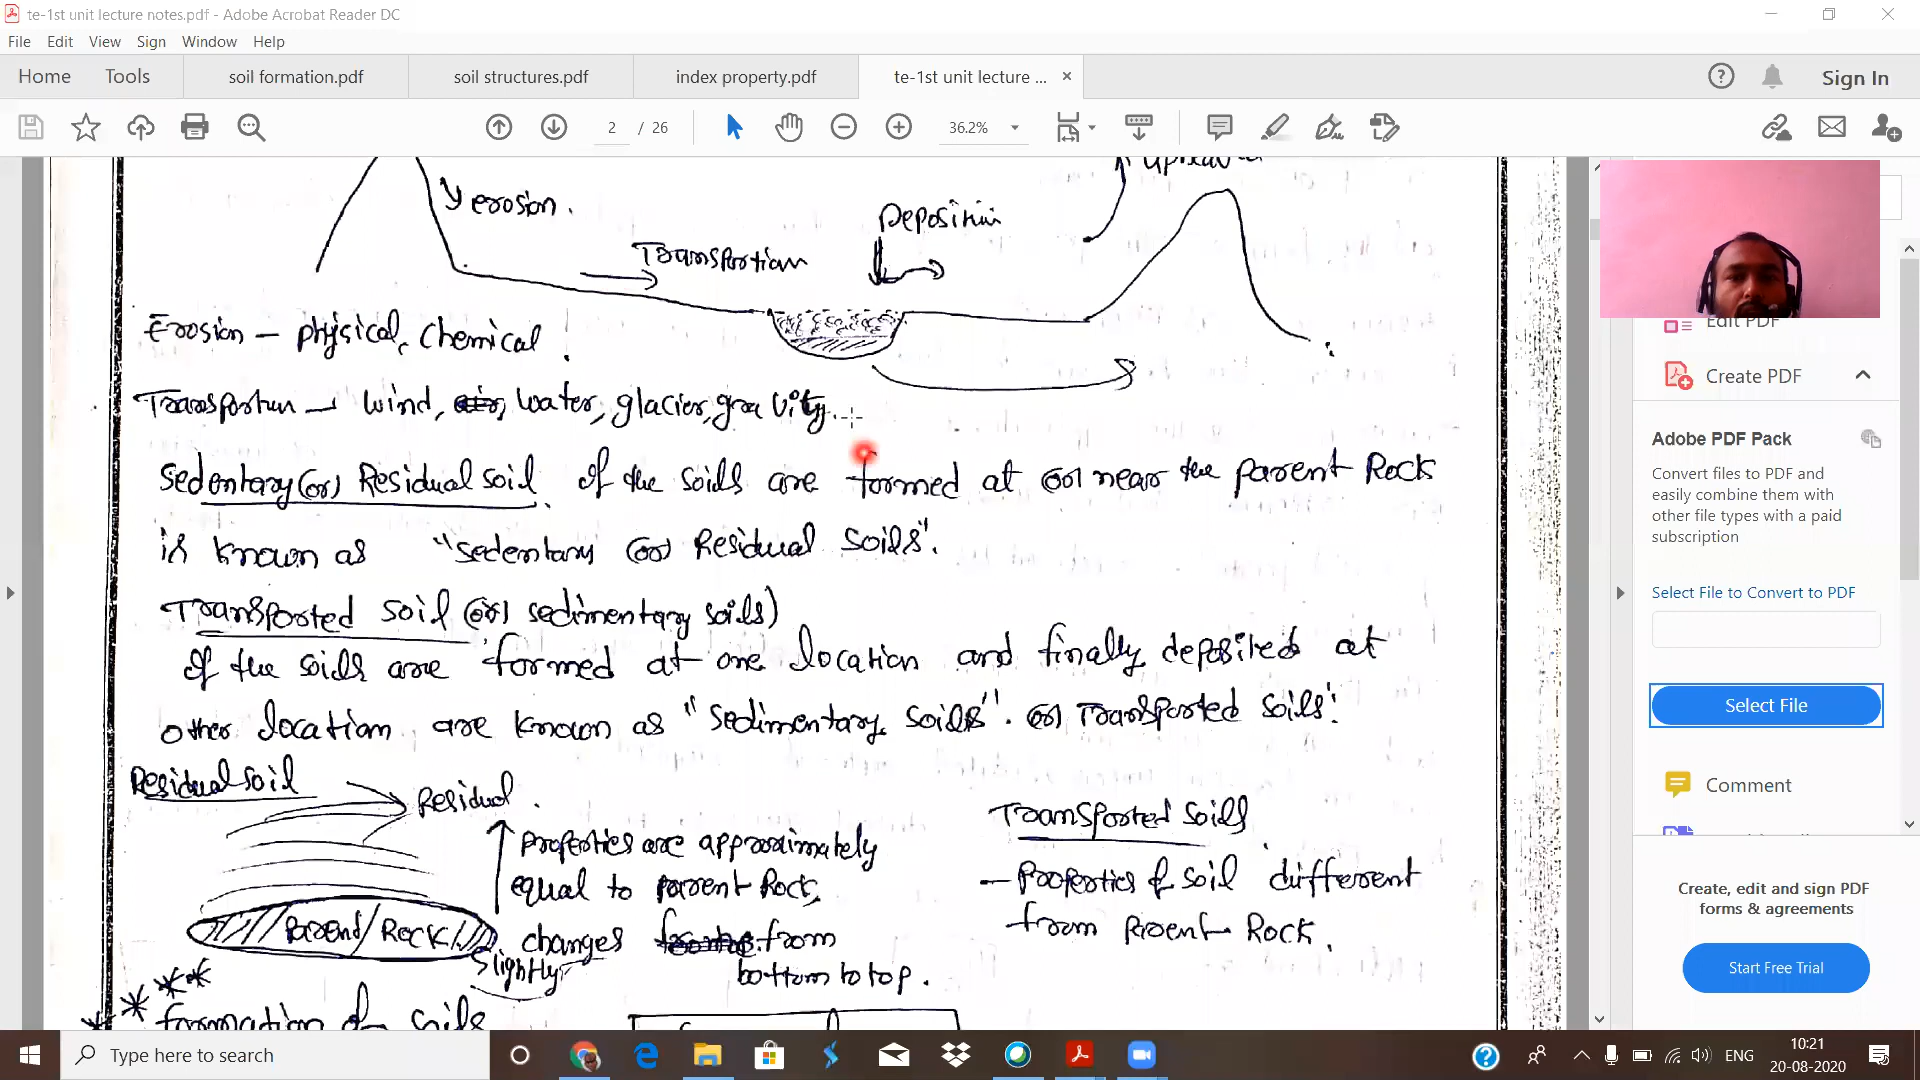 te-1st unit lecture notes.pdf - Adobe Acrobat Reader DC
File Edit View Sign Window Help
Home Tools soil formation.pdf soil structures.pdf index property.pdf te-1st unit lecture ... × Sign In
2 / 26 36.2%
erosion.
Transportian
Erosion - physical, chemical
wind, water, glacier, gravity.
Sedentary (or) Residual soil If the soils are formed at (or) near the parent Rock
is known as "sedentary (or) Residual soils".
Transported soil (or) sedimentary soils)
If the soils are formed at one location and finally deposited at
other location are known as "sedimentary soils". (or) Transported soils".
Residual soil
Residual.
properties are approximately
equal to parent Rock,
changes from
slightly
bottom to top.
Parent Rock
Transported soils
- properties of soil different
from Parent Rock.
*** formation of soils
Edit PDF
Create PDF
Adobe PDF Pack
Convert files to PDF and
easily combine them with
other file types with a paid
subscription
Select File to Convert to PDF
Select File
Comment
Create, edit and sign PDF
forms & agreements
Start Free Trial
Type here to search
ENG
10:21
20-08-2020